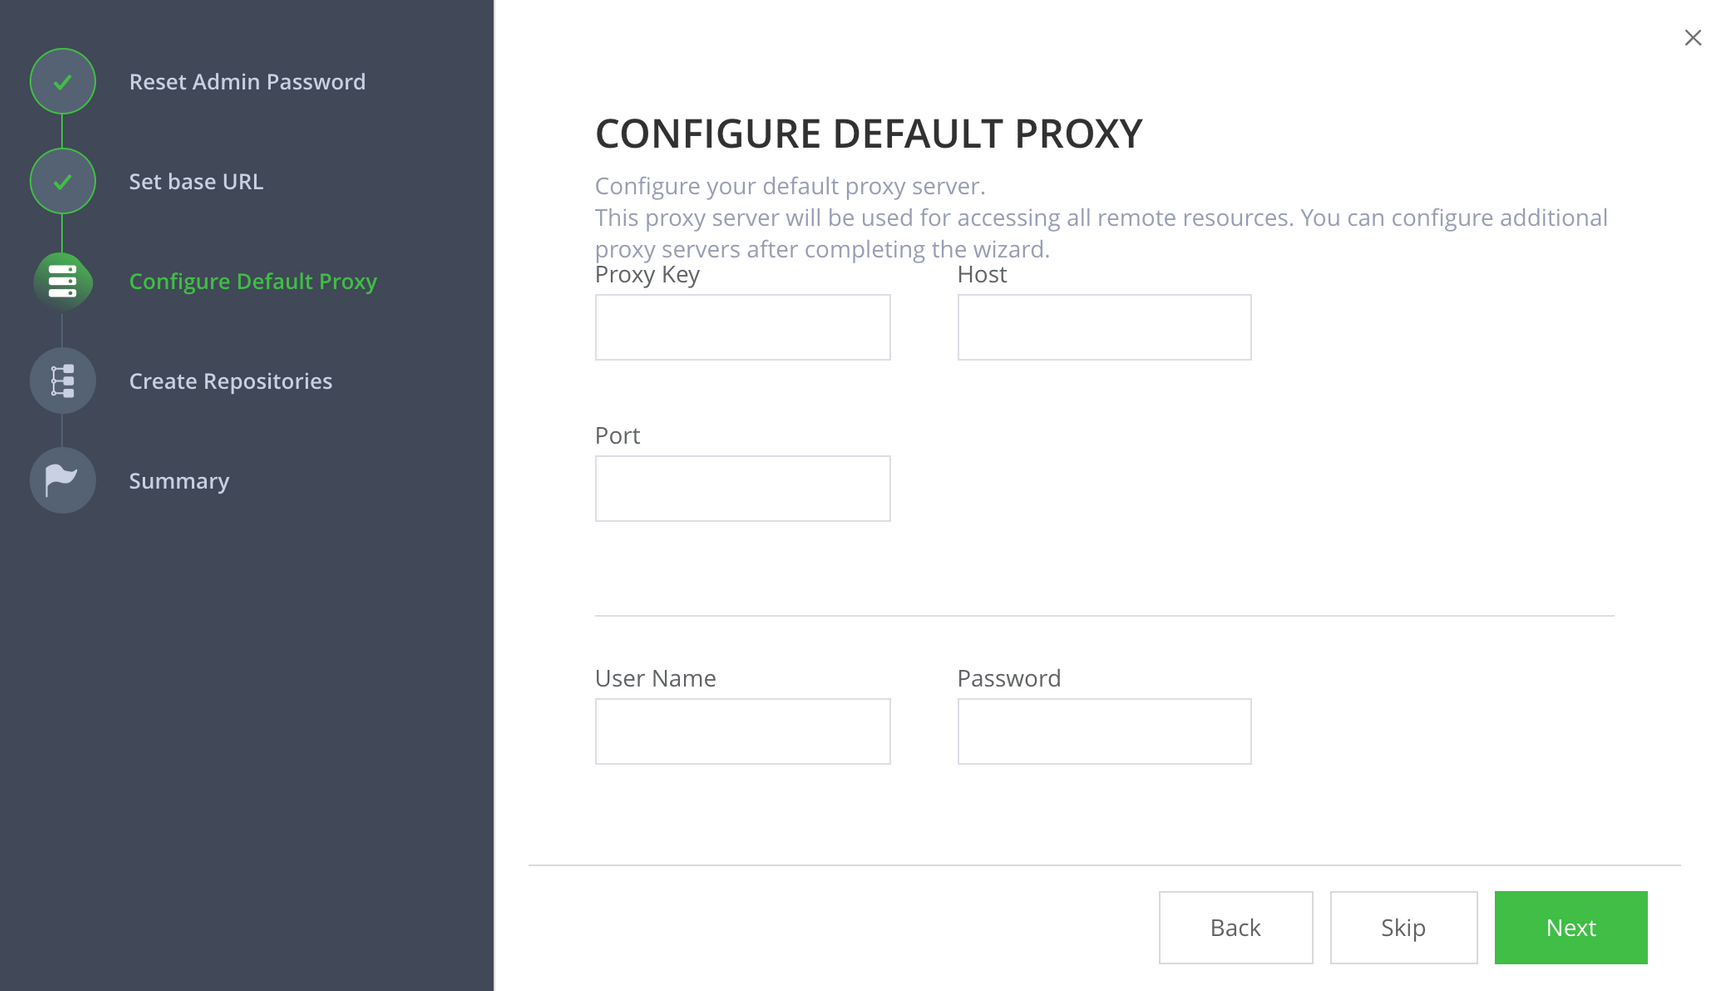 Reset Admin Password
Set base URL
Configure Default Proxy
Create Repositories
Summary
CONFIGURE DEFAULT PROXY
Configure your default proxy server.
This proxy server will be used for accessing all remote resources. You can configure additional
proxy servers after completing the wizard.
Proxy Key
Host
Port
User Name
Password
Back
Skip
Next